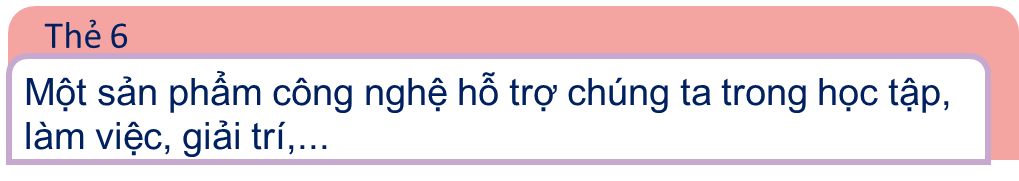 Thẻ 6
Một sản phẩm công nghệ hỗ trợ chúng ta trong học tập,
làm việc, giải trí,...